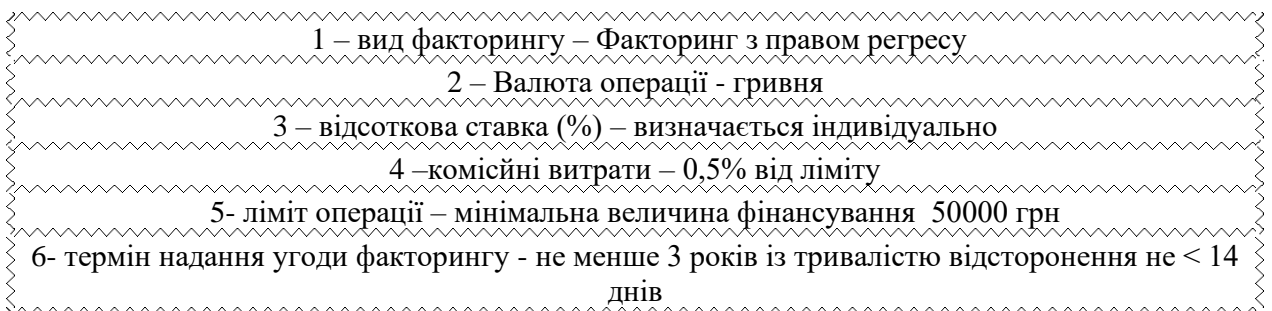 1 – вид факторингу – Факторинг з правом регресу
2 – Валюта операції - гривня
3 – відсоткова ставка (%) – визначається індивідуально
4 –комісійні витрати – 0,5% від ліміту
5- ліміт операції – мінімальна величина фінансування 50000 грн
6- термін надання угоди факторингу - не менше 3 років із тривалістю відсторонення не < 14
днів